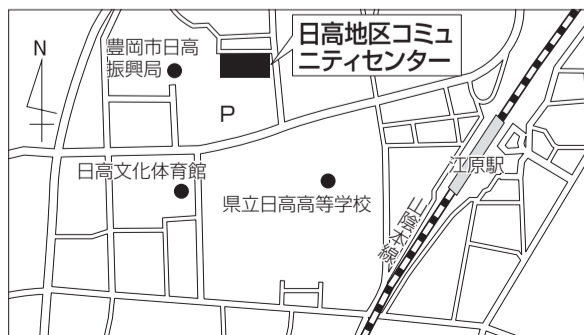 N
豊岡市日高
振興局
日高地区コミュ
ニティセンター
P
日高文化体育館
県立日高高等学校
江原駅
山陰本線